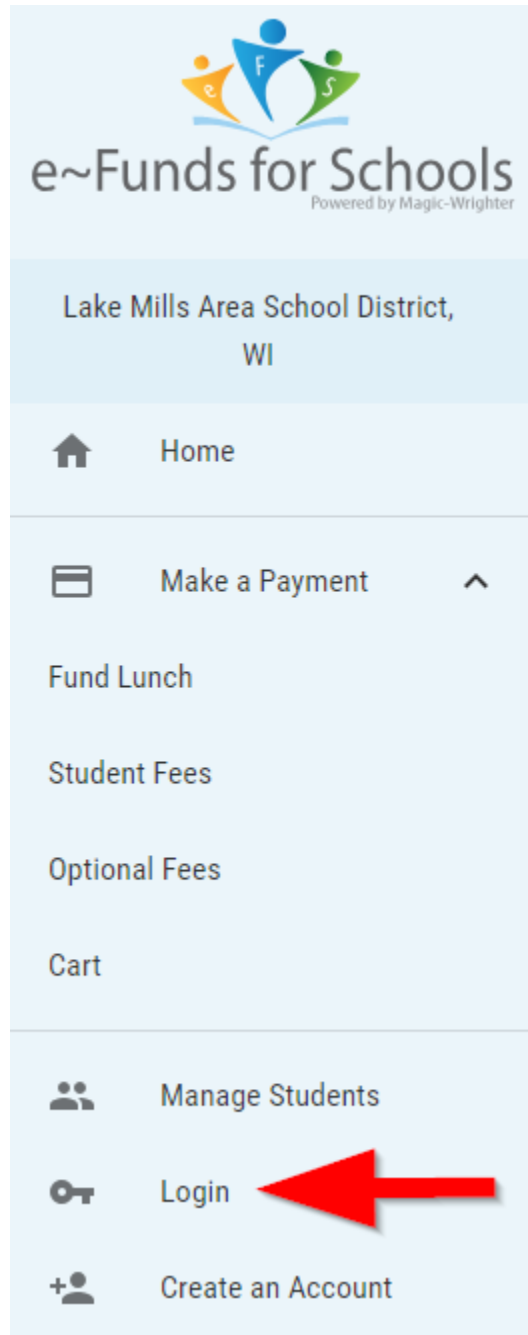 e F S
e~Funds for Schools
Powered by Magic-Wrighter
Lake Mills Area School District,
WI
Home
Make a Payment
Fund Lunch
Student Fees
Optional Fees
Cart
Manage Students
Login
Create an Account